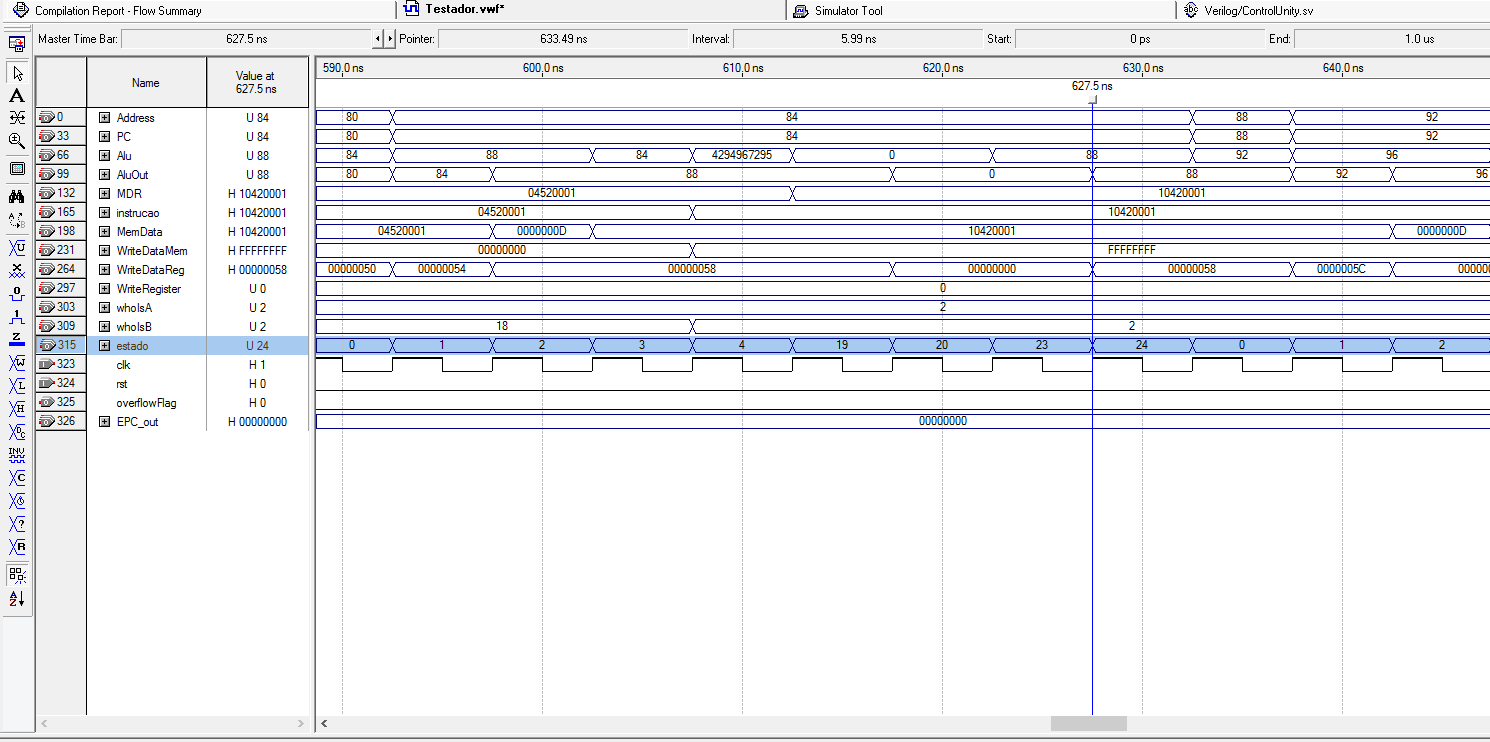 Compilation Report - Flow Summary Testador.vwf* Simulator Tool Verilog/ControlUnity.sv
Master Time Bar: 627.5 ns Pointer: 633.49 ns Interval: 5.99 ns Start: 0 ps End: 1.0 us
Name Value at 627.5 ns 590.0 ns 600.0 ns 610.0 ns 620.0 ns 630.0 ns 640.0 ns
627.5 ns
0 Address U 84 80 84 88 92
33 PC U 84 80 84 88 92
66 Alu U 88 84 88 84 4294967295 0 88 92 96
99 AluOut U 88 80 84 88 0 88 92 96
132 MDR H 10420001 04520001 10420001
165 instrucao H 10420001 04520001 10420001
198 MemData H 10420001 04520001 0000000D 10420001 0000000D
231 WriteDataMem H FFFFFFFF 00000000 FFFFFFFF
264 WriteDataReg H 00000058 00000050 00000054 00000058 00000000 00000058 0000005C 00000
297 WriteRegister U 0 0
303 whoIsA U 2 2
309 whoIsB U 2 18 2
315 estado U 24 0 1 2 3 4 19 20 23 24 0 1 2
323 clk H 1
324 rst H 0
325 overflowFlag H 0
326 EPC_out H 00000000 00000000